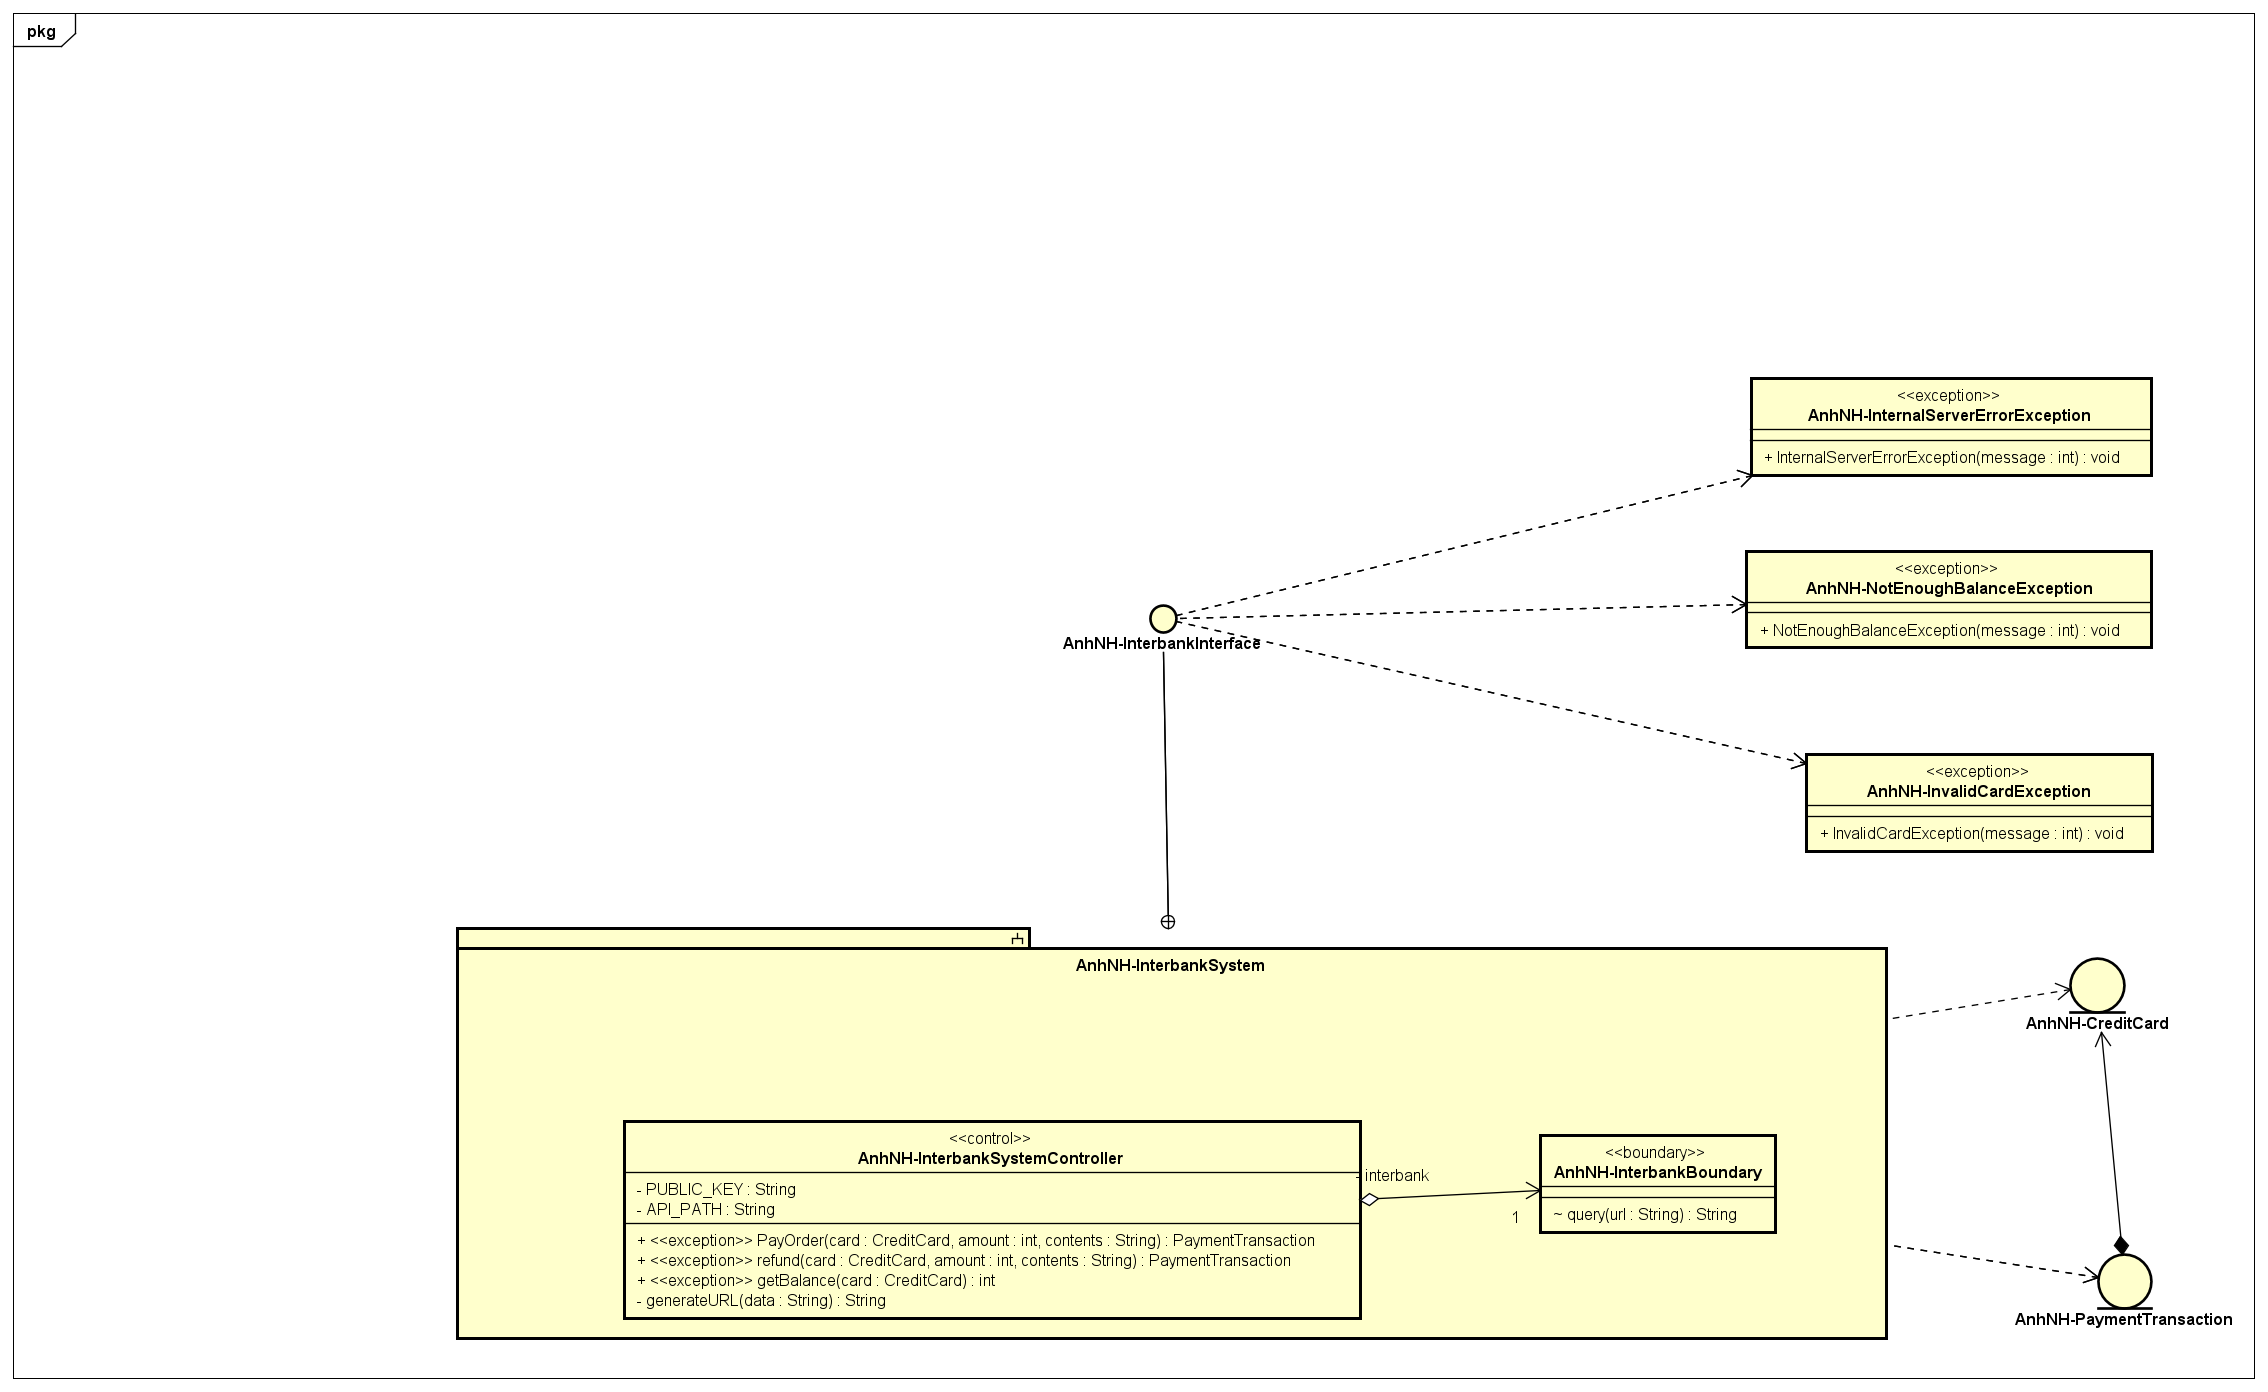 pkg
<<exception>>
AnhNH-InternalServerErrorException
+ InternalServerErrorException(message : int) : void
<<exception>>
AnhNH-NotEnoughBalanceException
+ NotEnoughBalanceException(message : int) : void
AnhNH-InterbankInterface
<<exception>>
AnhNH-InvalidCardException
+ InvalidCardException(message : int) : void
AnhNH-InterbankSystem
AnhNH-CreditCard
<<control>>
AnhNH-InterbankSystemController
- PUBLIC_KEY : String
- API_PATH : String
+ <<exception>> PayOrder(card : CreditCard, amount : int, contents : String) : PaymentTransaction
+ <<exception>> refund(card : CreditCard, amount : int, contents : String) : PaymentTransaction
+ <<exception>> getBalance(card : CreditCard) : int
- generateURL(data : String) : String
- interbank
1
<<boundary>>
AnhNH-InterbankBoundary
~ query(url : String) : String
AnhNH-PaymentTransaction